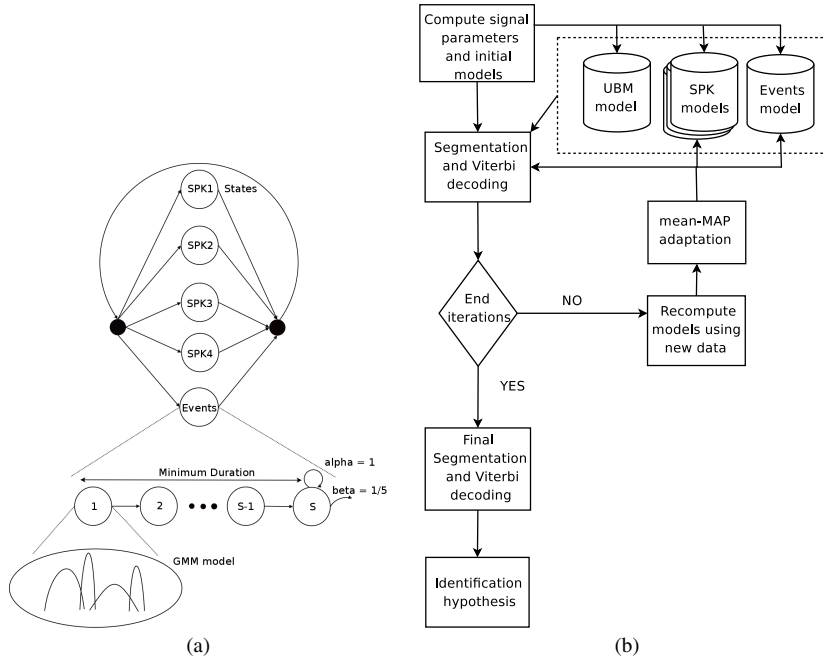 SPK1
States
SPK2
SPK3
SPK4
Events
alpha = 1
Minimum Duration
beta = 1/5
1
2
S-1
S
GMM model
(a)
Compute signal
parameters
and initial
models
UBM
model
SPK
models
Events
model
Segmentation
and Viterbi
decoding
mean-MAP
adaptation
End
iterations
NO
Recompute
models using
new data
YES
Final
Segmentation
and Viterbi
decoding
Identification
hypothesis
(b)